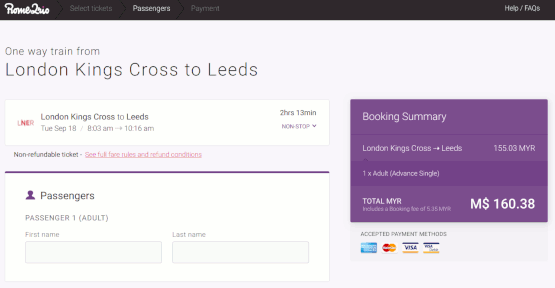 Rome2rio
Select tickets
Passengers
Payment
Help / FAQs
One way train from
London Kings Cross to Leeds
LNER
London Kings Cross to Leeds
2hrs 13min
Tue Sep 18 / 8:03 am → 10:16 am
NON-STOP
Non-refundable ticket - See full fare rules and refund conditions
Passengers
PASSENGER 1 (ADULT)
First name
Last name
Booking Summary
London Kings Cross → Leeds
155.03 MYR
1 x Adult (Advance Single)
TOTAL MYR
Includes a Booking fee of 5.35 MYR
M$ 160.38
ACCEPTED PAYMENT METHODS
VISA
VISA